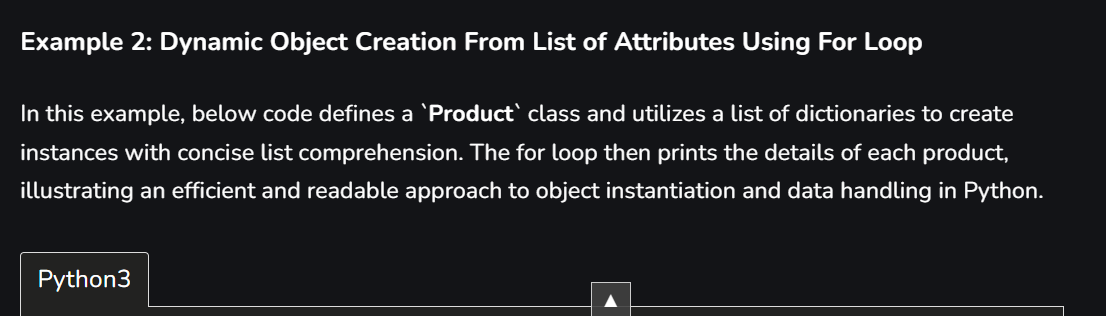 Example 2: Dynamic Object Creation From List of Attributes Using For Loop
In this example, below code defines a `Product` class and utilizes a list of dictionaries to create
instances with concise list comprehension. The for loop then prints the details of each product,
illustrating an efficient and readable approach to object instantiation and data handling in Python.
Python3